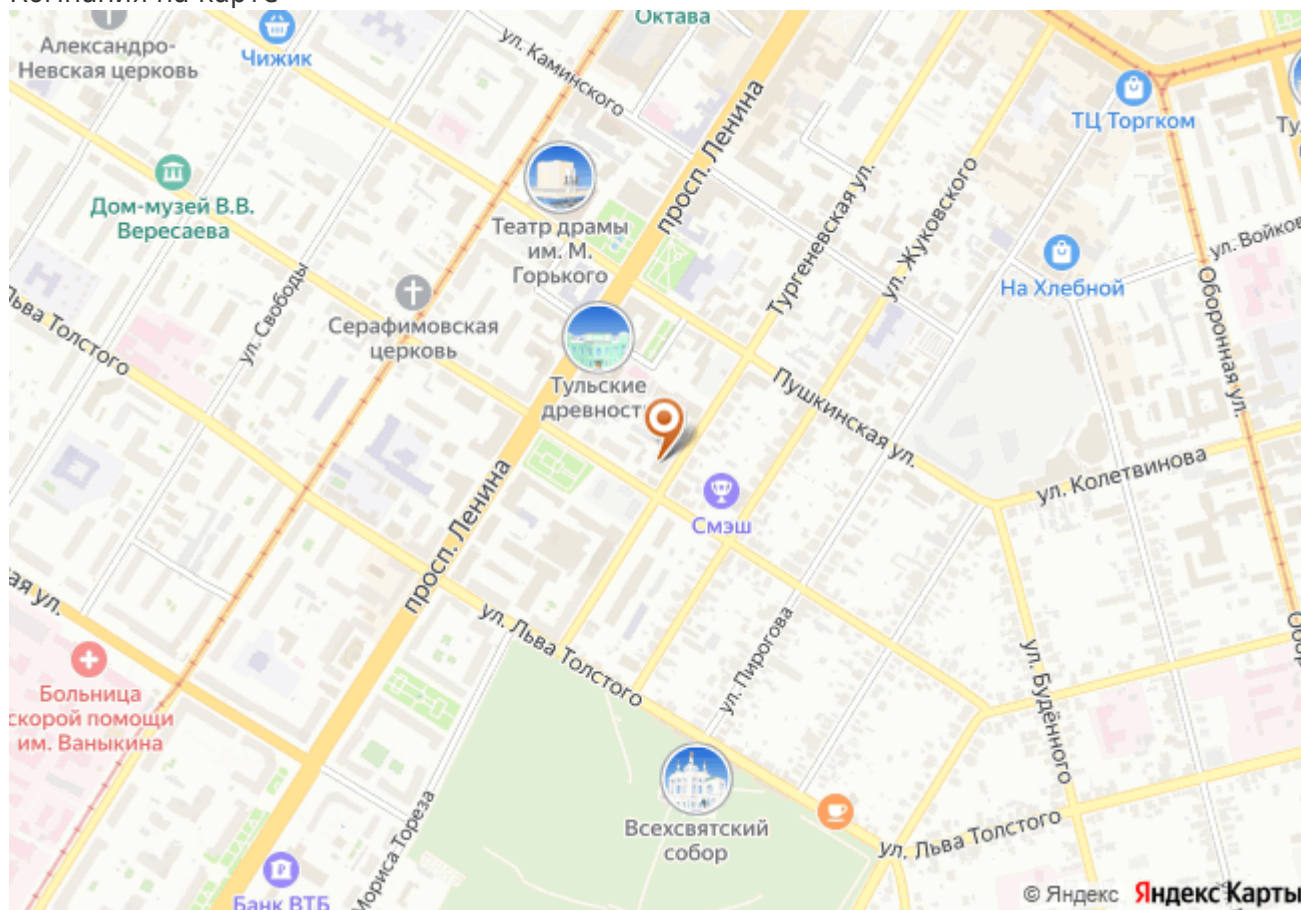 Компания на карте
Октава
Александро-
Невская церковь
Чижик
ул. Каминского
просп. Ленина
ТЦ Торгком
Дом-музей В.В.
Вересаева
Театр драмы
им. М.
Горького
Тургеневская ул.
ул. Жуковского
На Хлебной
Оборонная ул.
ул. Свободы
Льва Толстого
Серафимовская
церковь
Тульские
Пушкинская ул.
ул. Колетвинова
Смэш
просп. Ленина
ул. Льва Толстого
ул. Пирогова
ул. Будённого
Больница
скорой помощи
им. Ваныкина
Всехсвятский
собор
ул. Льва Толстого
Мориса Тореза
Банк ВТБ
© Яндекс Яндекс Карты